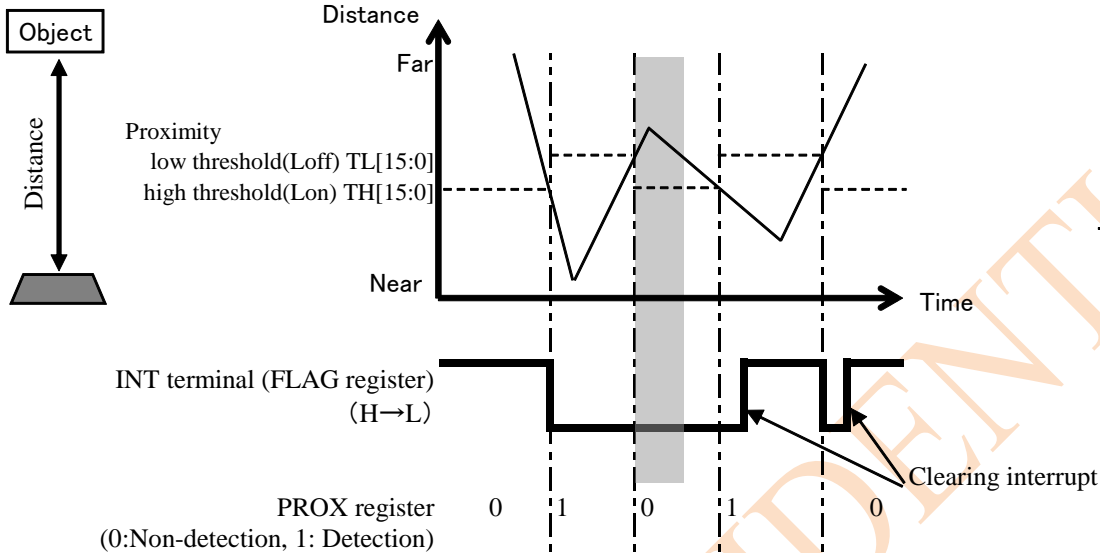 Object
Distance
Distance
Far
Proximity
low threshold(Loff) TL[15:0]
high threshold(Lon) TH[15:0]
Near
Time
INT terminal (FLAG register)
（H→L）
Clearing interrupt
PROX register
0 1 0 1 0
(0:Non-detection, 1: Detection)
IDENTI